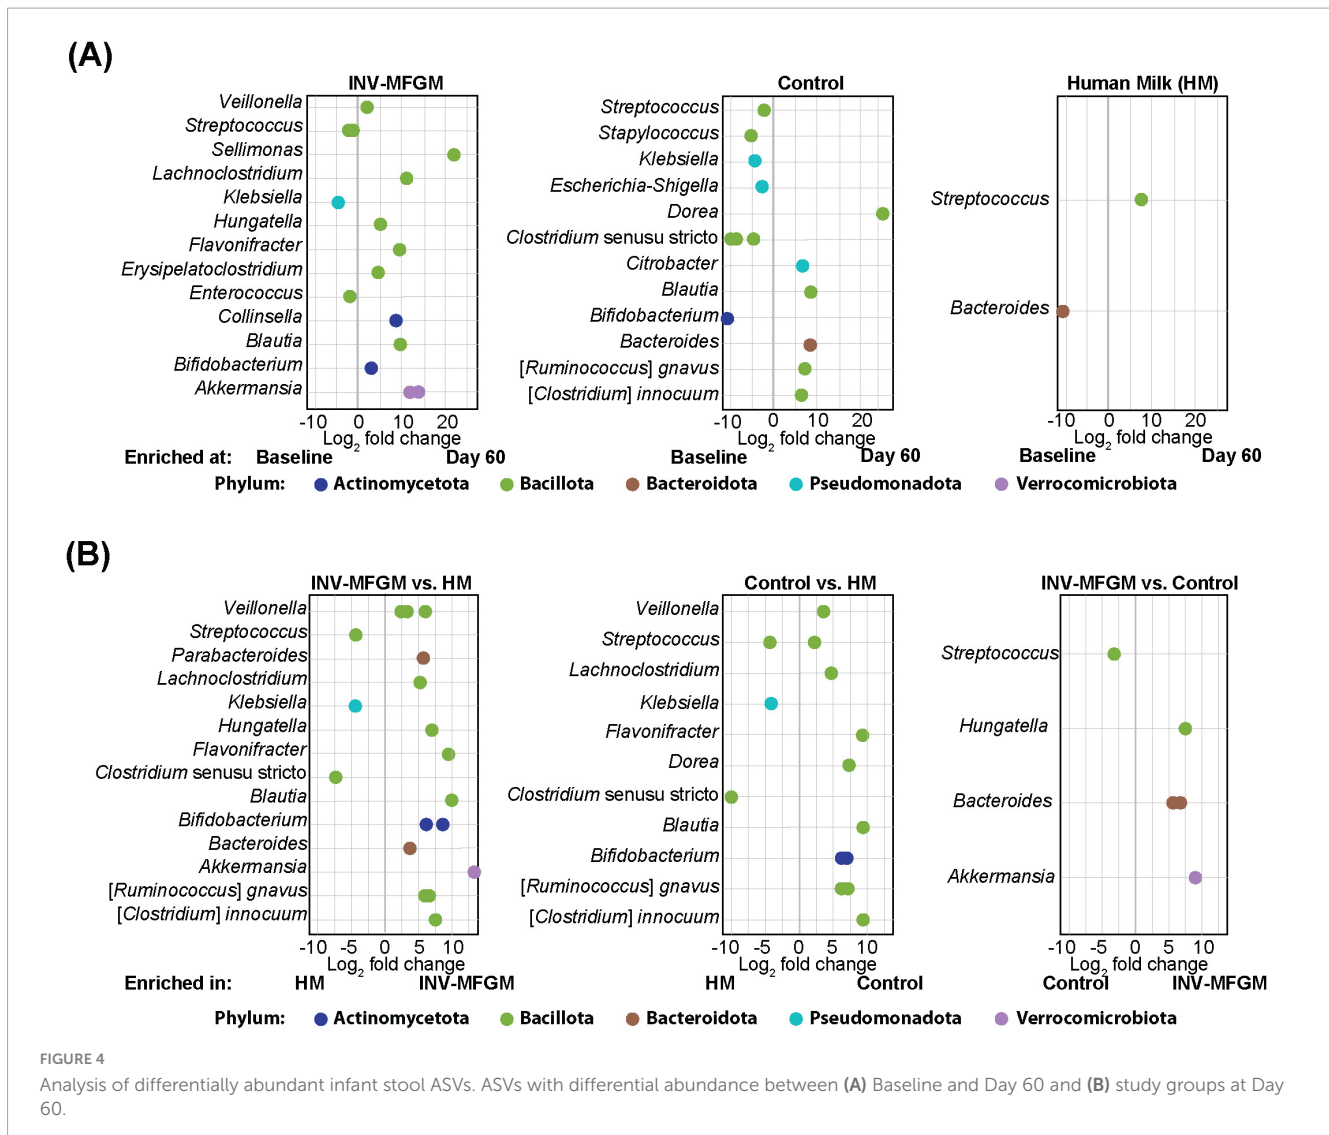 (A)
INV-MFGM
Veillonella
Streptococcus
Sellimonas
Lachnoclostridium
Klebsiella
Hungatella
Flavonifracter
Erysipelatoclostridium
Enterococcus
Collinsella
Blautia
Bifidobacterium
Akkermansia
-10 0 10 20
Log2 fold change
Control
Streptococcus
Stapylococcus
Klebsiella
Escherichia-Shigella
Dorea
Clostridium senusu stricto
Citrobacter
Blautia
Bifidobacterium
Bacteroides
[Ruminococcus] gnavus
[Clostridium] innocuum
-10 0 10 20
Log2 fold change
Human Milk (HM)
Streptococcus
Bacteroides
-10 0 10 20
Log2 fold change
Enriched at: Baseline Day 60 Baseline Day 60 Baseline Day 60
Phylum: Actinomycetota Bacillota Bacteroidota Pseudomonadota Verrocomicrobiota
(B)
INV-MFGM vs. HM
Veillonella
Streptococcus
Parabacteroides
Lachnoclostridium
Klebsiella
Hungatella
Flavonifracter
Clostridium senusu stricto
Blautia
Bifidobacterium
Bacteroides
Akkermansia
[Ruminococcus] gnavus
[Clostridium] innocuum
-10 -5 0 5 10
Log2 fold change
Control vs. HM
Veillonella
Streptococcus
Lachnoclostridium
Klebsiella
Flavonifracter
Dorea
Clostridium senusu stricto
Blautia
Bifidobacterium
[Ruminococcus] gnavus
[Clostridium] innocuum
-10 -5 0 5 10
Log2 fold change
INV-MFGM vs. Control
Streptococcus
Hungatella
Bacteroides
Akkermansia
-10 -5 0 5 10
Log2 fold change
Enriched in: HM INV-MFGM HM Control Control INV-MFGM
Phylum: Actinomycetota Bacillota Bacteroidota Pseudomonadota Verrocomicrobiota
FIGURE 4
Analysis of differentially abundant infant stool ASVs. ASVs with differential abundance between (A) Baseline and Day 60 and (B) study groups at Day
60.